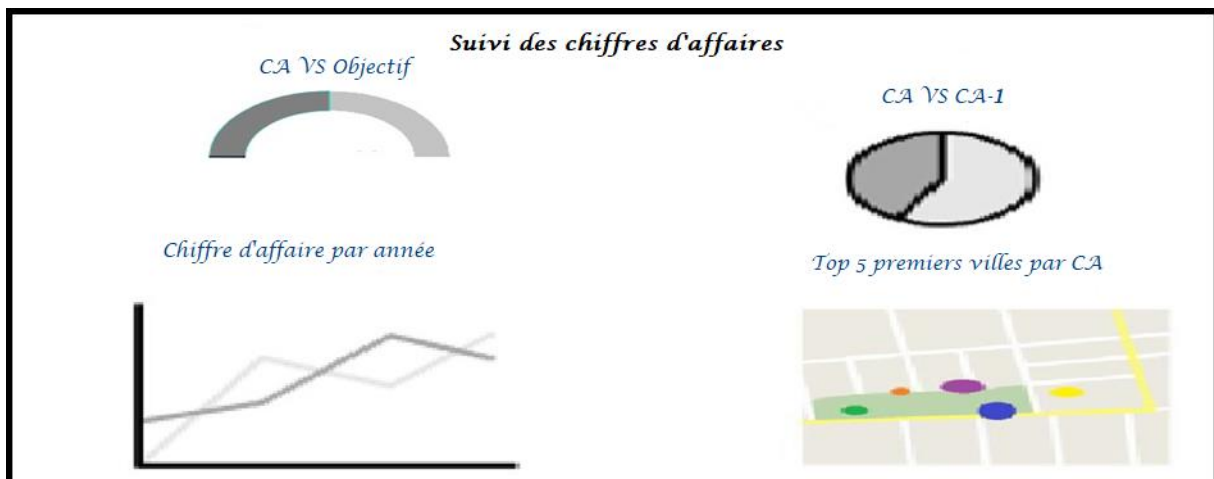 Suivi des chiffres d'affaires
CA VS Objectif
CA VS CA-1
Chiffre d'affaire par année
Top 5 premiers villes par CA